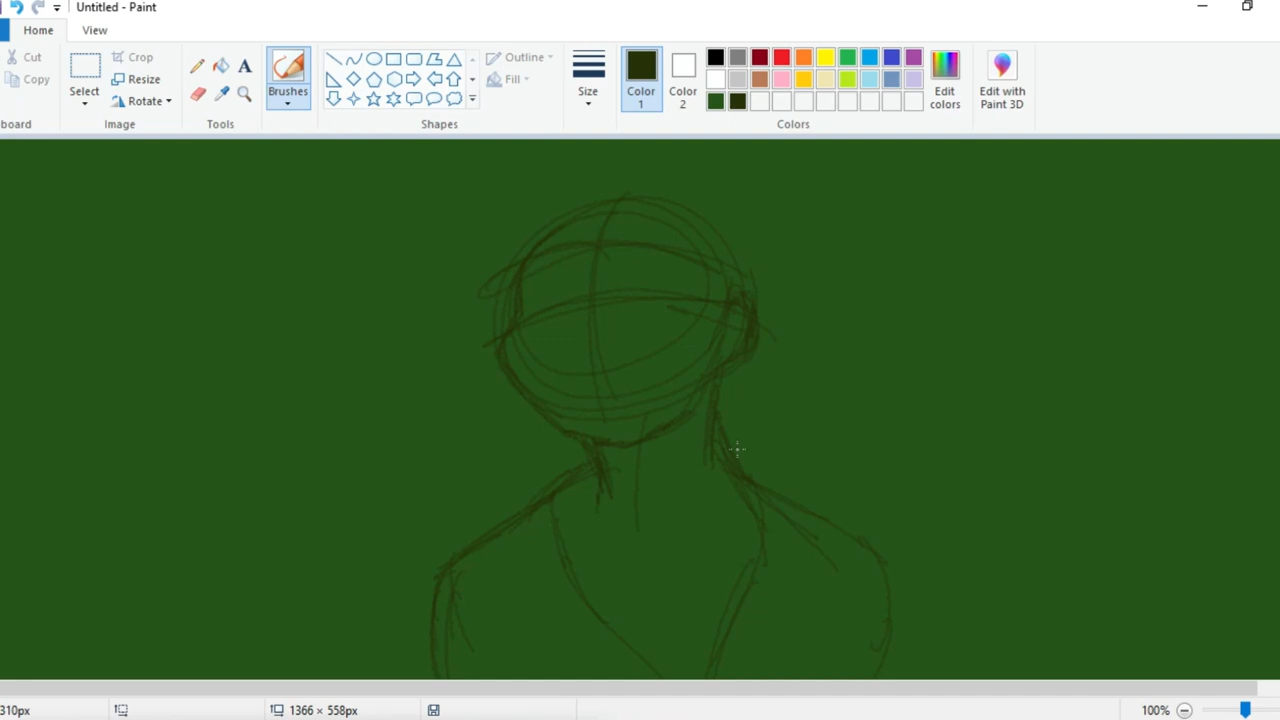 Untitled - Paint
Home View
Cut
Copy
board
Select
Crop
Resize
Rotate
Image
A
Tools
Brushes
Outline
Fill
Shapes
Size
Color 1
Color 2
Colors
Edit colors
Edit with Paint 3D
310px
1366 × 558px
100%